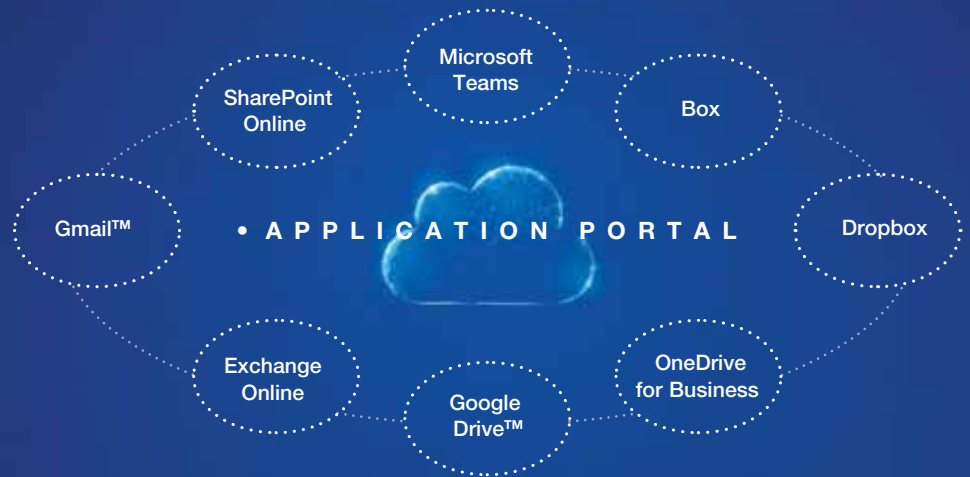 Microsoft
Teams
SharePoint
Online
Box
Gmail™
• APPLICATION PORTAL
Dropbox
Exchange
Online
Google
Drive™
OneDrive
for Business